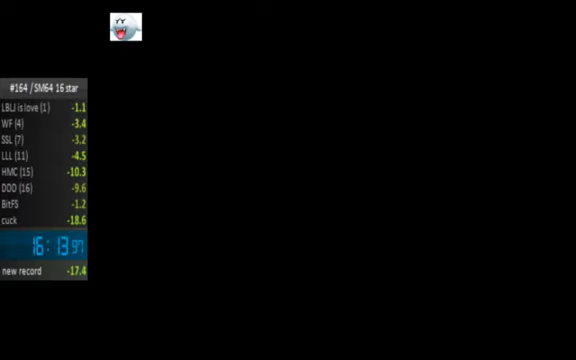 #164 / SM64 16 star
LBLJ is love (1) -1.1
WF (4) -3.4
SSL (7) -3.2
LLL (11) -4.5
HMC (15) -10.3
DDD (16) -9.6
BitFS -1.2
cuck -18.6
16:13 97
new record -17.4